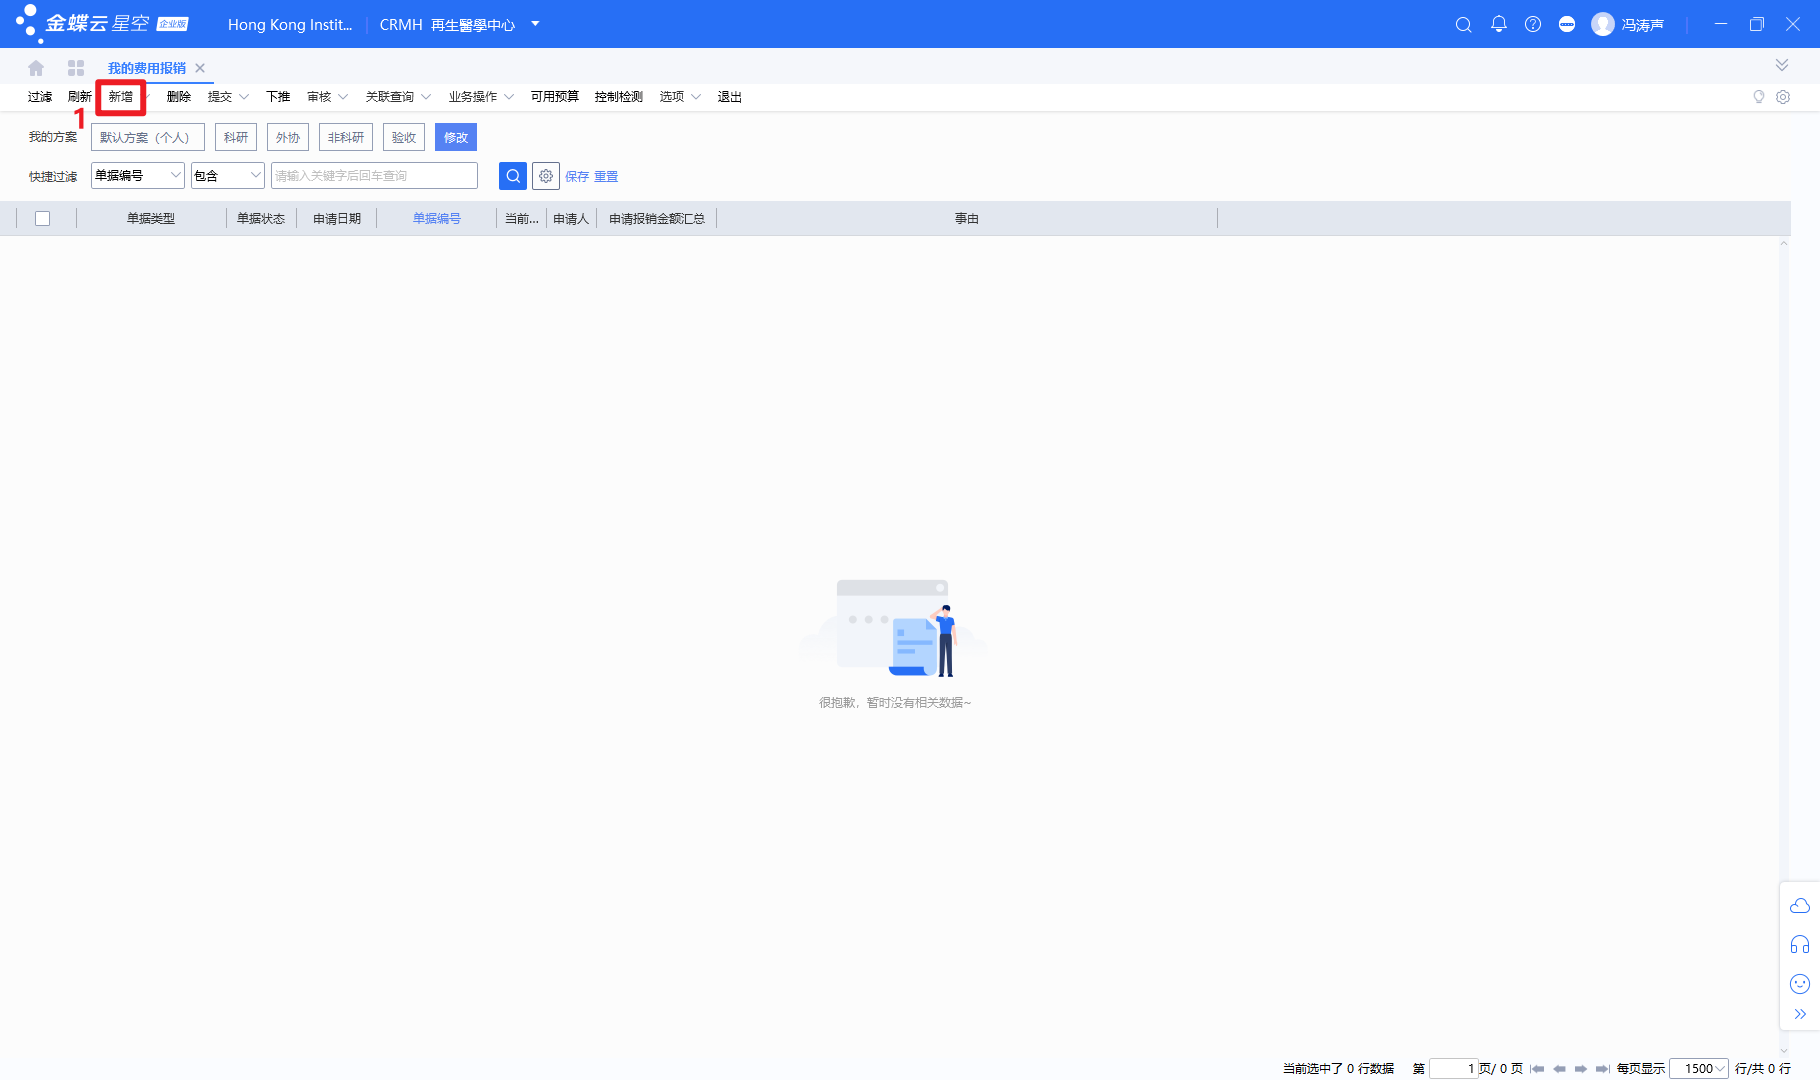 金蝶云 星空 企业版 Hong Kong Instit... CRMH 再生醫學中心 冯涛声
我的费用报销
过滤 刷新 新增 删除 提交 下推 审核 关联查询 业务操作 可用预算 控制检测 选项 退出
1
我的方案 默认方案（个人） 科研 外协 非科研 验收 修改
快捷过滤 单据编号 包含 请输入关键字后回车查询 保存 重置
单据类型 单据状态 申请日期 单据编号 当前... 申请人 申请报销金额汇总 事由
很抱歉，暂时没有相关数据~
当前选中了 0 行数据 第 1 页/ 0 页 每页显示 1500 行/共 0 行